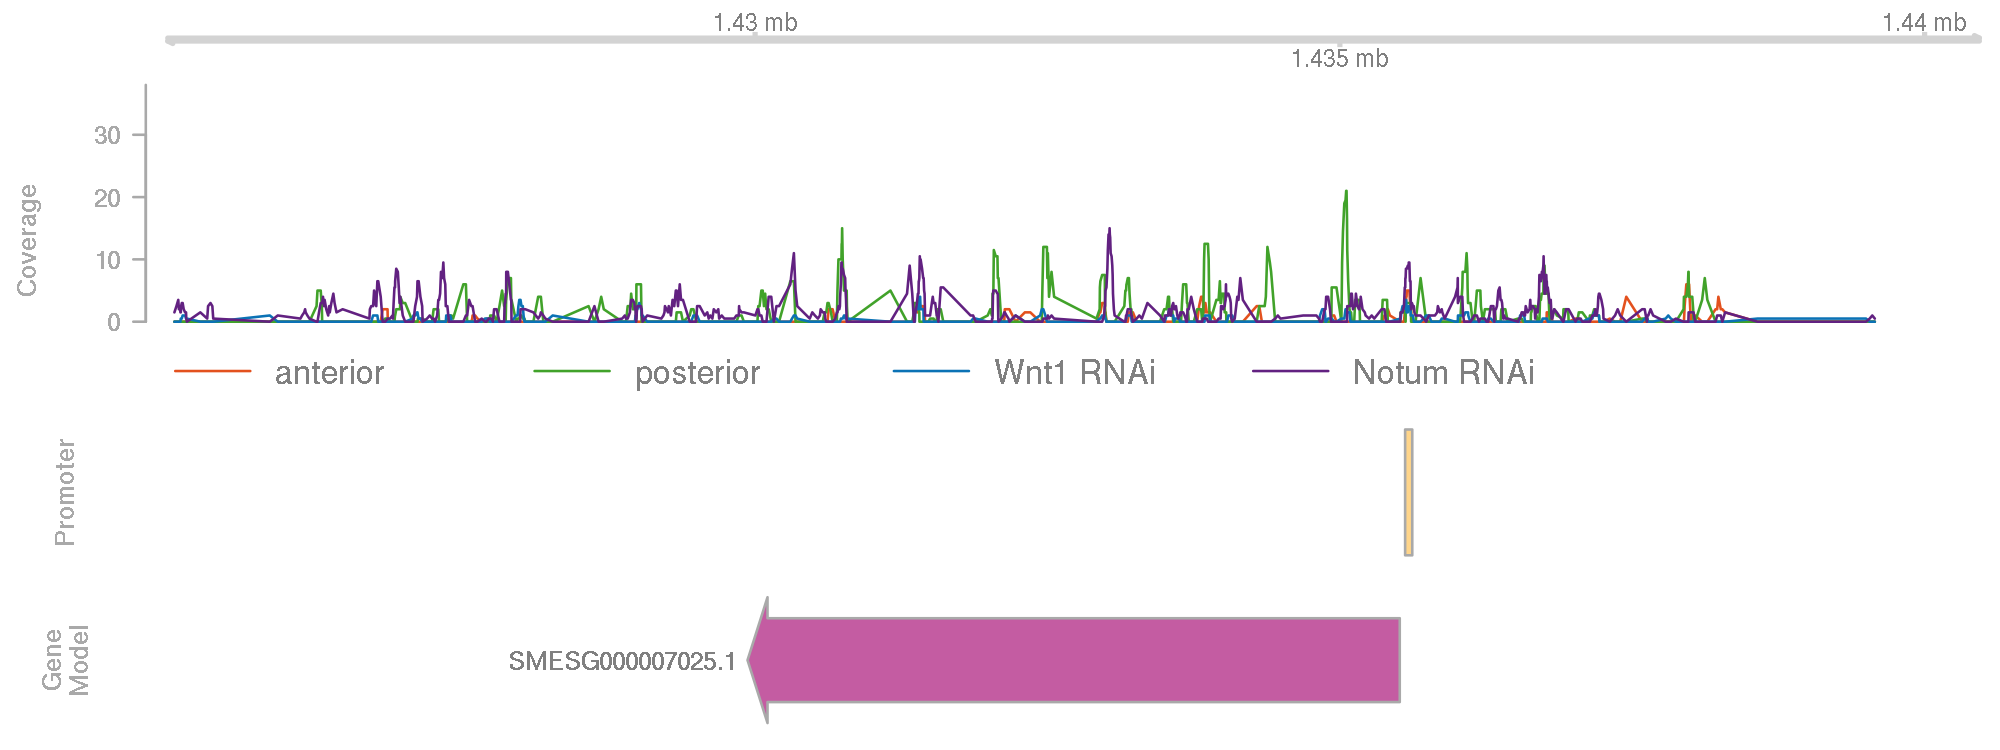 1.43 mb
1.44 mb
1.435 mb
Coverage
30
20
10
0
anterior
posterior
Wnt1 RNAi
Notum RNAi
Promoter
0
Gene
Model
SMESG000007025.1